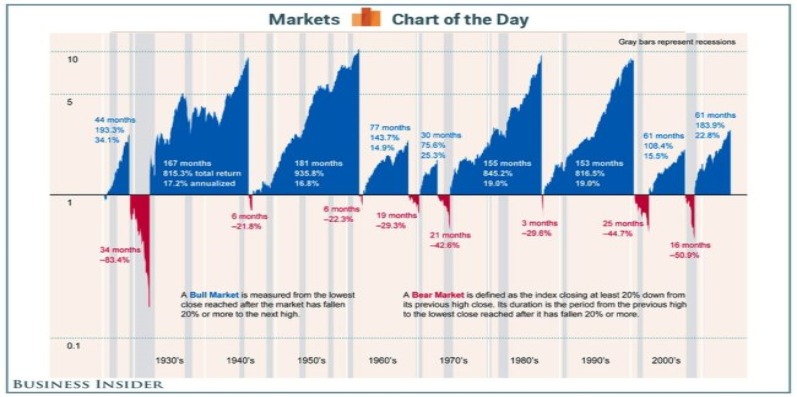 Markets Chart of the Day
Gray bars represent recessions
10
5
1
0.1
44 months
193.3%
34.1%
167 months
815.3% total return
17.2% annualized
181 months
935.8%
16.8%
77 months
143.7%
14.9%
30 months
75.6%
25.3%
155 months
845.2%
19.0%
153 months
816.5%
19.0%
61 months
108.4%
15.5%
61 months
183.9%
22.8%
34 months
-83.4%
6 months
-21.8%
6 months
-22.3%
19 months
-29.3%
21 months
-42.6%
3 months
-29.6%
25 months
-44.7%
16 months
-50.9%
A Bull Market is measured from the lowest
close reached after the market has fallen
20% or more to the next high.
A Bear Market is defined as the index closing at least 20% down from
its previous high close. Its duration is the period from the previous high
to the lowest close reached after it has fallen 20% or more.
1930's 1940's 1950's 1960's 1970's 1980's 1990's 2000's
BUSINESS INSIDER